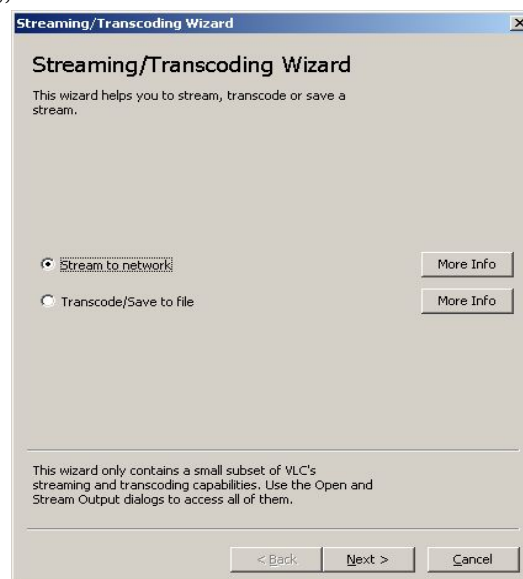 Streaming/Transcoding Wizard
Streaming/Transcoding Wizard
This wizard helps you to stream, transcode or save a
stream.
Stream to network
More Info
Transcode/Save to file
More Info
This wizard only contains a small subset of VLC's
streaming and transcoding capabilities. Use the Open and
Stream Output dialogs to access all of them.
< Back
Next >
Cancel